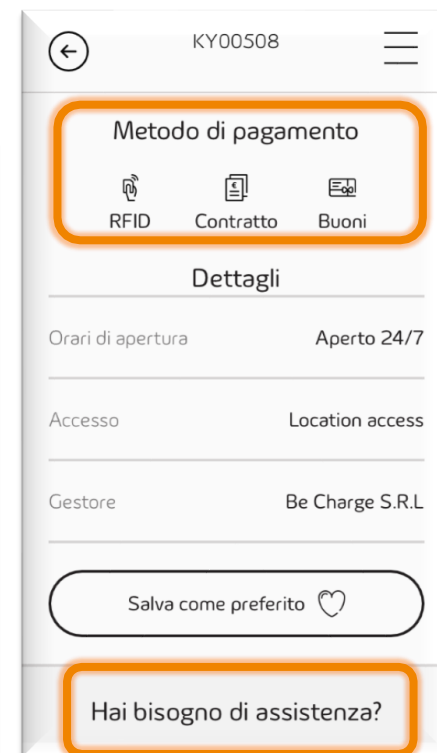 KY00508
Metodo di pagamento
RFID Contratto Buoni
Dettagli
Orari di apertura Aperto 24/7
Accesso Location access
Gestore Be Charge S.R.L
Salva come preferito
Hai bisogno di assistenza?